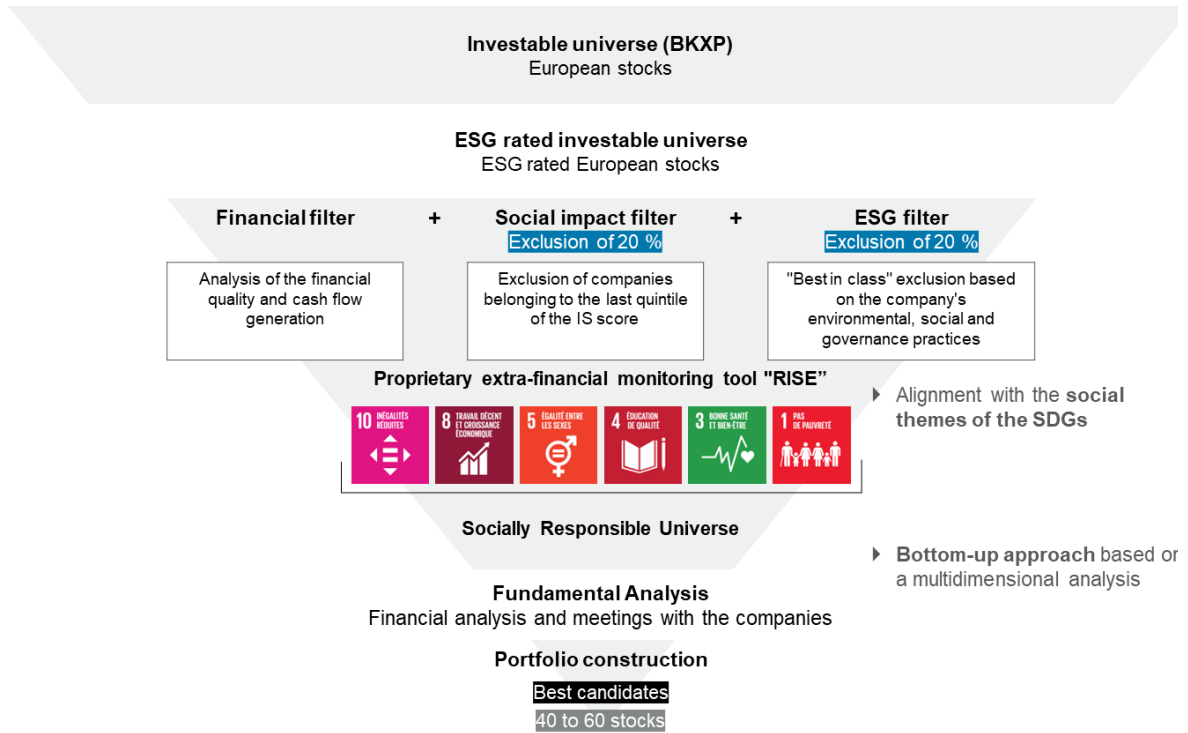 Investable universe (BKXP)
European stocks
ESG rated investable universe
ESG rated European stocks
Financial filter + Social impact filter + ESG filter
Exclusion of 20 %
Exclusion of 20 %
Analysis of the financial
quality and cash flow
generation
Exclusion of companies
belonging to the last quintile
of the IS score
"Best in class" exclusion based
on the company's
environmental, social and
governance practices
Proprietary extra-financial monitoring tool "RISE”
10 INÉGALITÉS
RÉDUITES
8 TRAVAIL DÉCENT
ET CROISSANCE
ÉCONOMIQUE
5 ÉGALITÉ ENTRE
LES SEXES
4 ÉDUCATION
DE QUALITÉ
3 BONNE SANTÉ
ET BIEN-ÊTRE
1 PAS
DE PAUVRETÉ
Alignment with the social
themes of the SDGs
Socially Responsible Universe
Bottom-up approach based on
a multidimensional analysis
Fundamental Analysis
Financial analysis and meetings with the companies
Portfolio construction
Best candidates
40 to 60 stocks